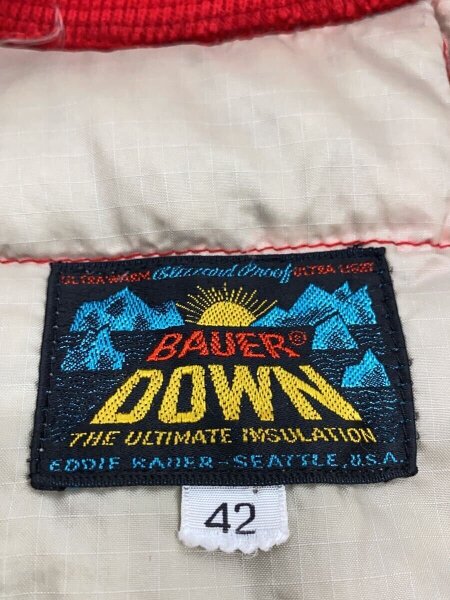 ULTRA WARM Blizzard Proof ULTRA LIGHT
BAUER®
DOWN
THE ULTIMATE INSULATION
EDDIE BAUER - SEATTLE, U.S.A.
42